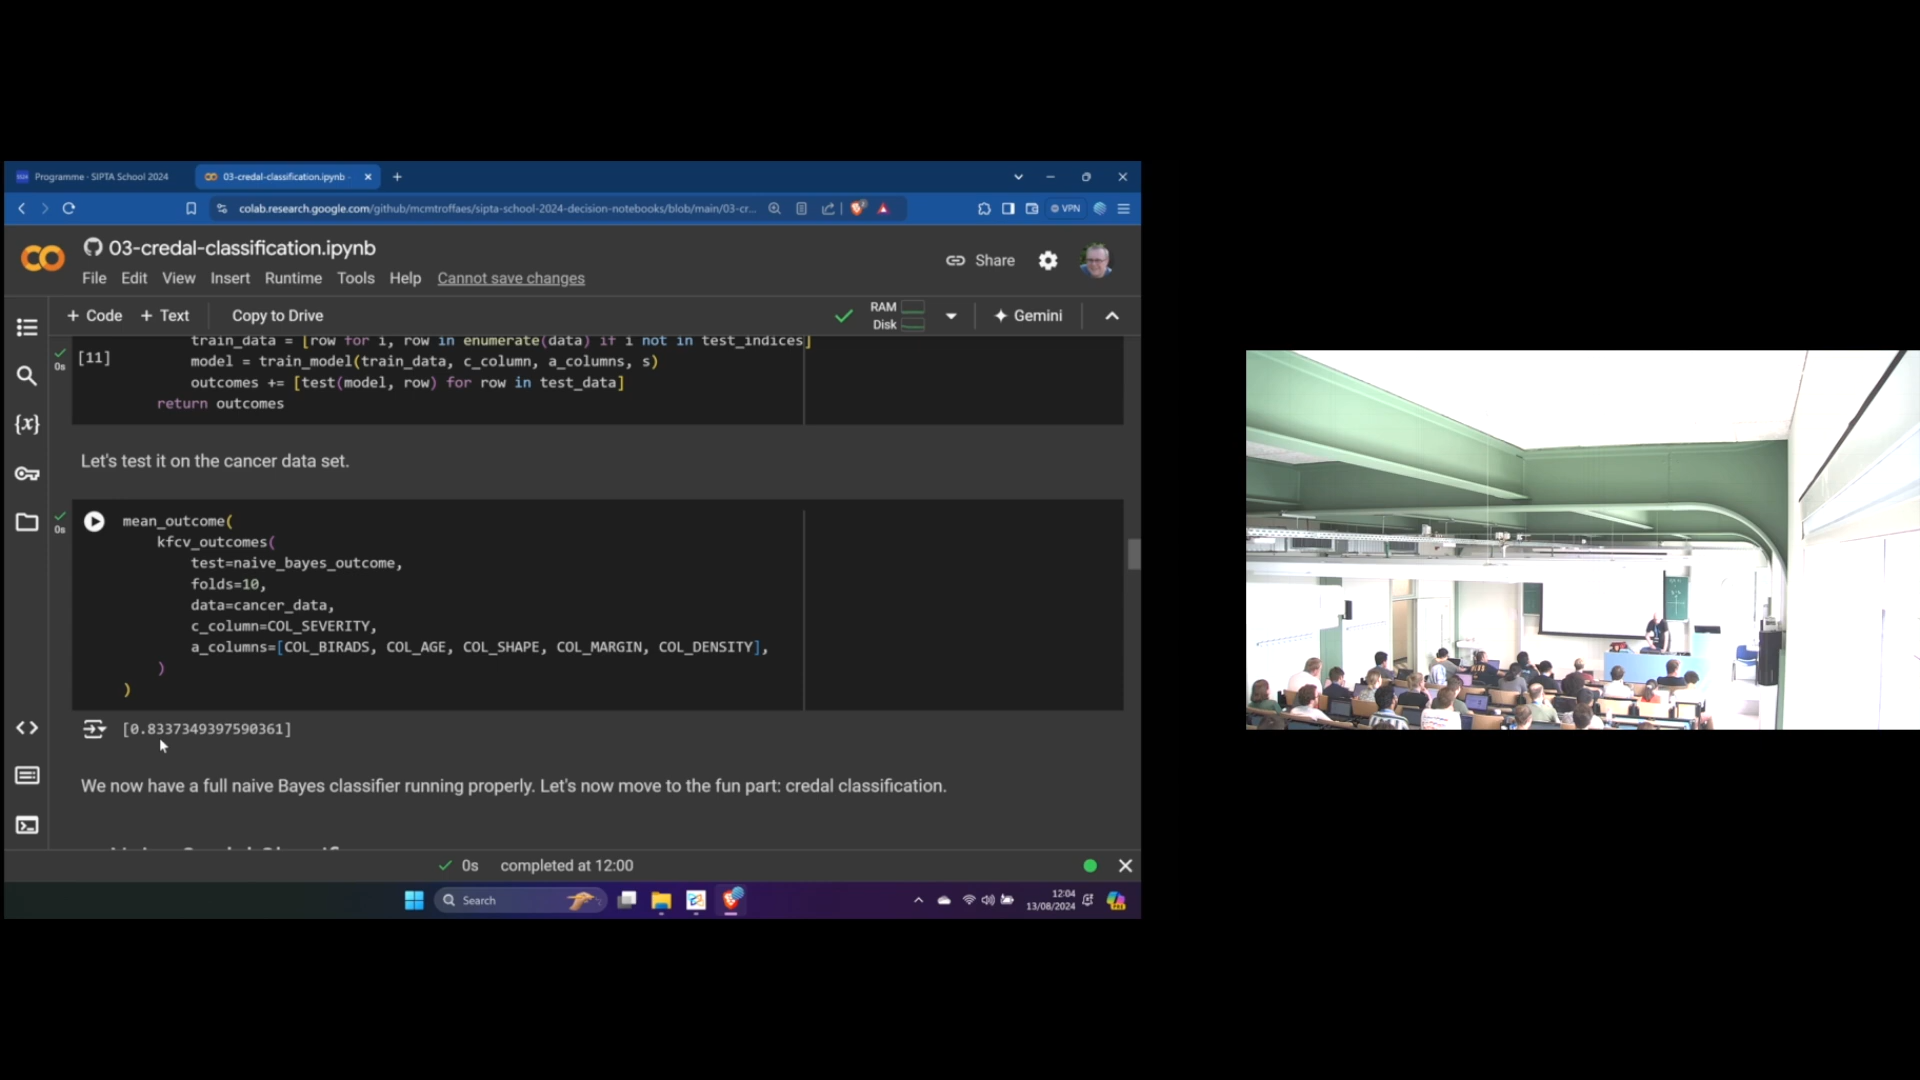 Programme - SIPTA School 2024
03-credal-classification.ipynb -
colab.research.google.com/github/mcmtroffaes/sipta-school-2024-decision-notebooks/blob/main/03-cr...
VPN
03-credal-classification.ipynb
Share
File Edit View Insert Runtime Tools Help Cannot save changes
+ Code + Text Copy to Drive
RAM
Disk
Gemini
train_data = [row for i, row in enumerate(data) if i not in test_indices]
0s
[11]
model = train_model(train_data, c_column, a_columns, s)
outcomes += [test(model, row) for row in test_data]
return outcomes
Let's test it on the cancer data set.
0s
mean_outcome(
kfcv_outcomes(
test=naive_bayes_outcome,
folds=10,
data=cancer_data,
c_column=COL_SEVERITY,
a_columns=[COL_BIRADS, COL_AGE, COL_SHAPE, COL_MARGIN, COL_DENSITY],
)
)
[0.8337349397590361]
We now have a full naive Bayes classifier running properly. Let's now move to the fun part: credal classification.
0s completed at 12:00
Search
12:04
13/08/2024